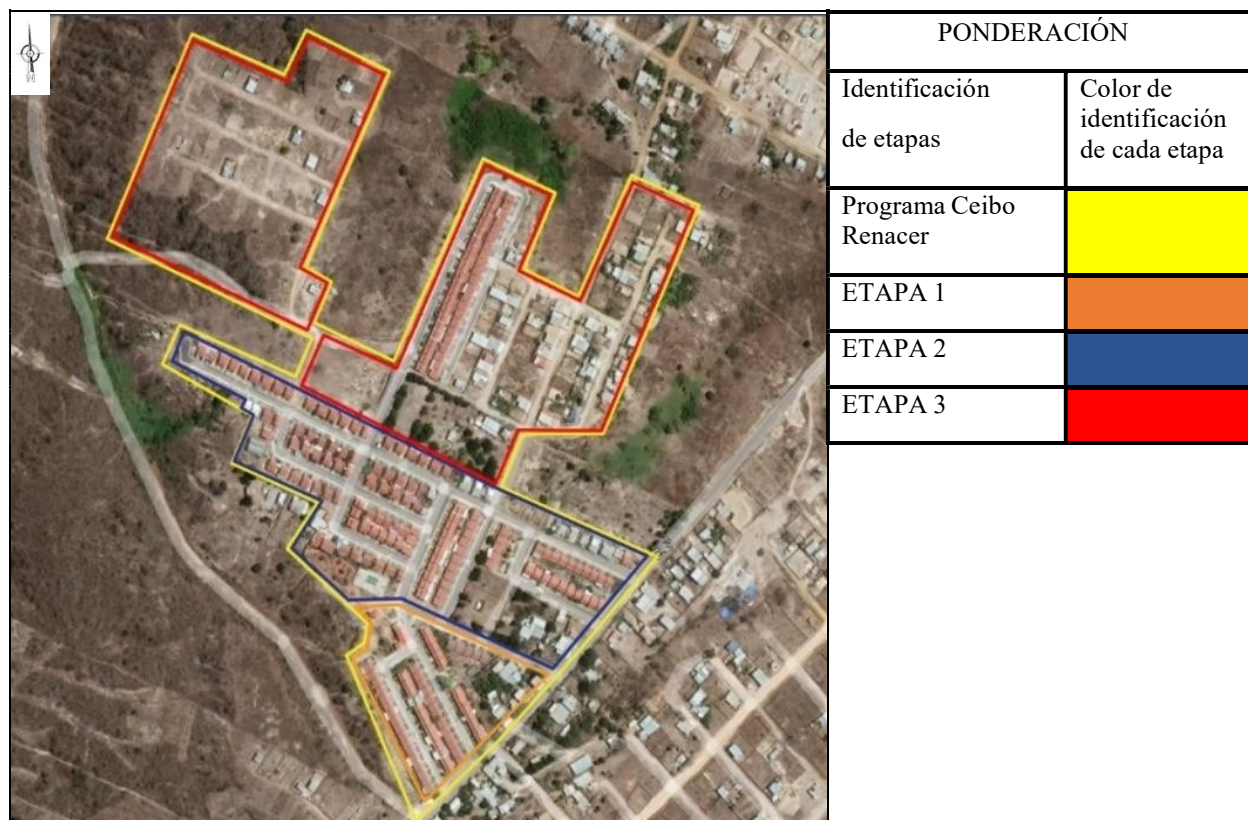 PONDERACIÓN
Identificación
de etapas
Color de
identificación
de cada etapa
Programa Ceibo
Renacer
ETAPA 1
ETAPA 2
ETAPA 3